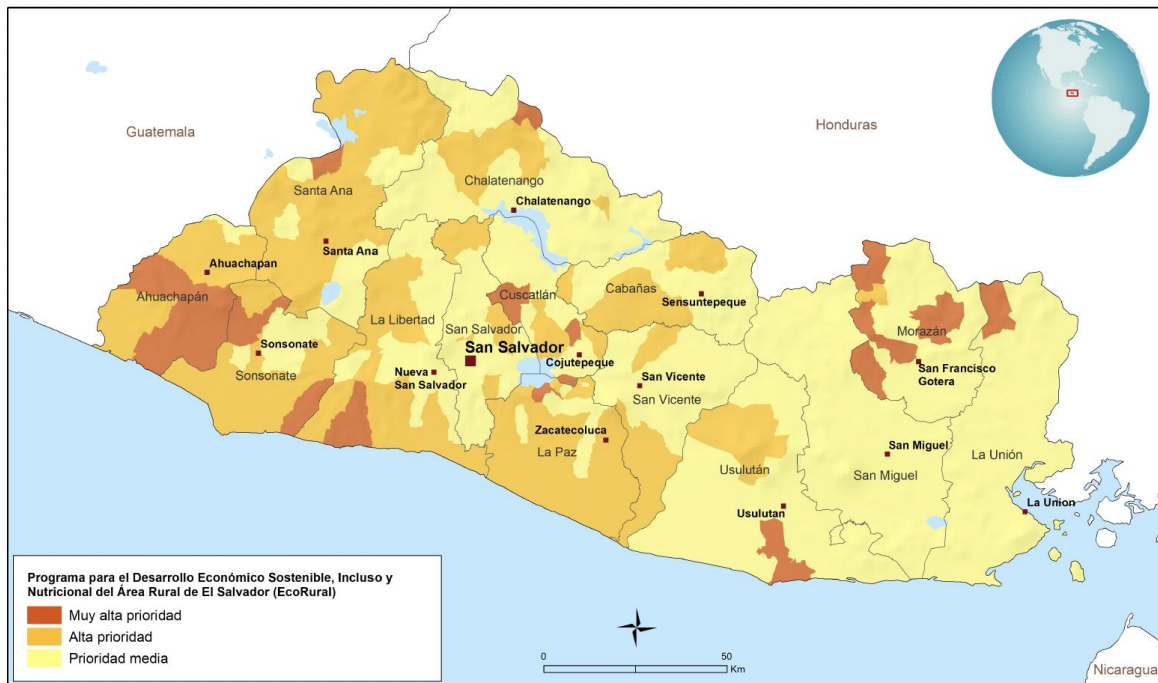 Guatemala
Honduras
Santa Ana
Chalatenango
Chalatenango
Santa Ana
Ahuachapan
Ahuachapán
Cuscatlán
Cabañas
Sensuntepeque
La Libertad
San Salvador
San Salvador
Morazán
Sonsonate
Sonsonate
Nueva
San Salvador
Cojutepeque
San Francisco
Gotera
San Vicente
San Vicente
Zacatecoluca
La Paz
Usulután
San Miguel
San Miguel
La Unión
Usulutan
La Union
Programa para el Desarrollo Económico Sostenible, Incluso y
Nutricional del Área Rural de El Salvador (EcoRural)
Muy alta prioridad
Alta prioridad
Prioridad media
0
50
Km
Nicaragua